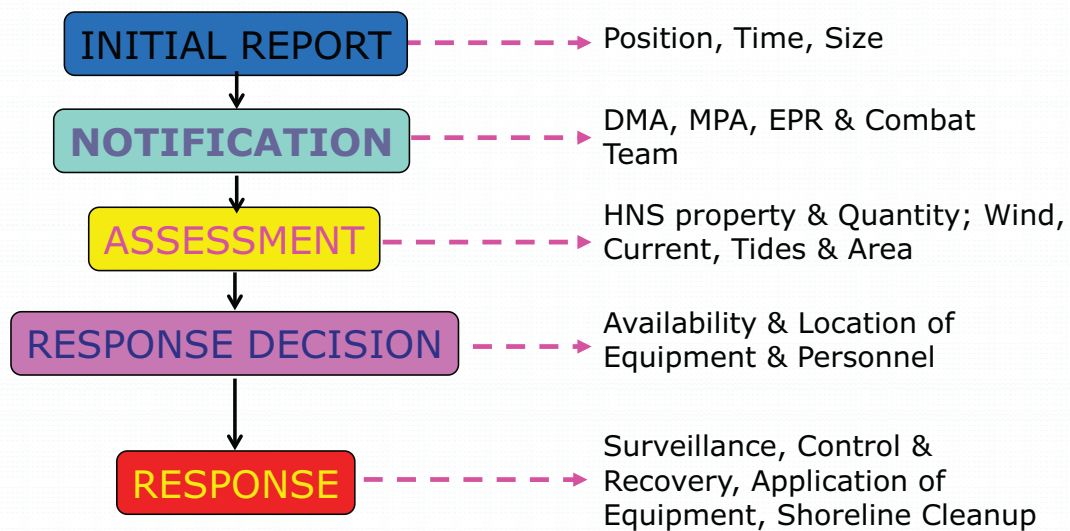 INITIAL REPORT
Position, Time, Size
NOTIFICATION
DMA, MPA, EPR & Combat
Team
ASSESSMENT
HNS property & Quantity; Wind,
Current, Tides & Area
RESPONSE DECISION
Availability & Location of
Equipment & Personnel
RESPONSE
Surveillance, Control &
Recovery, Application of
Equipment, Shoreline Cleanup